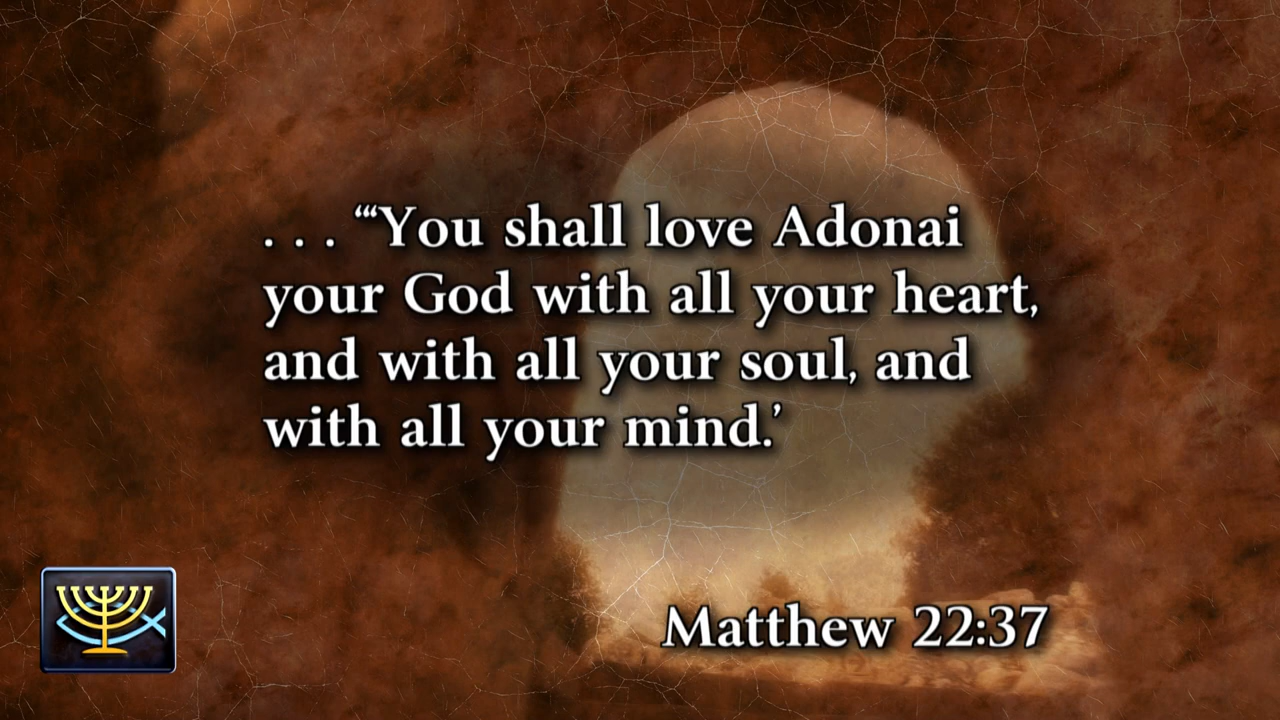 . . . “‘You shall love Adonai
your God with all your heart,
and with all your soul, and
with all your mind.’
Matthew 22:37